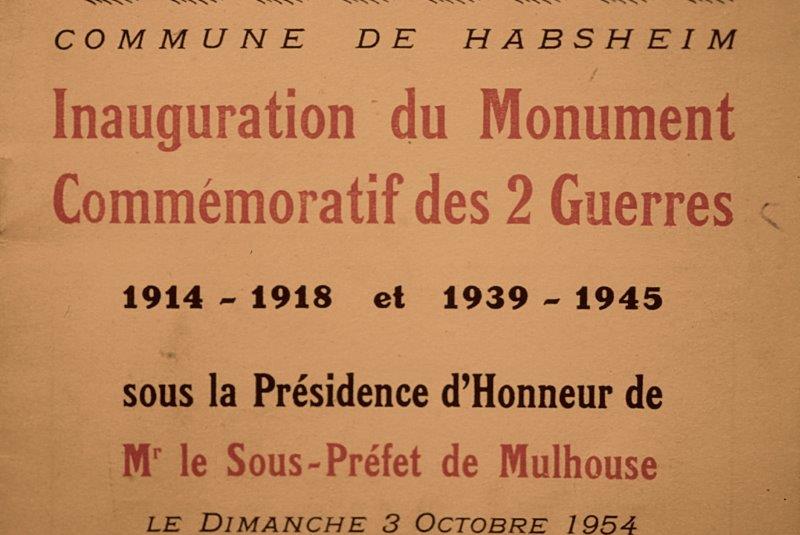 COMMUNE DE HABSHEIM
Inauguration du Monument
Commémoratif des 2 Guerres
1914 - 1918 et 1939 - 1945
sous la Présidence d'Honneur de
Mr le Sous-Préfet de Mulhouse
LE DIMANCHE 3 OCTOBRE 1954